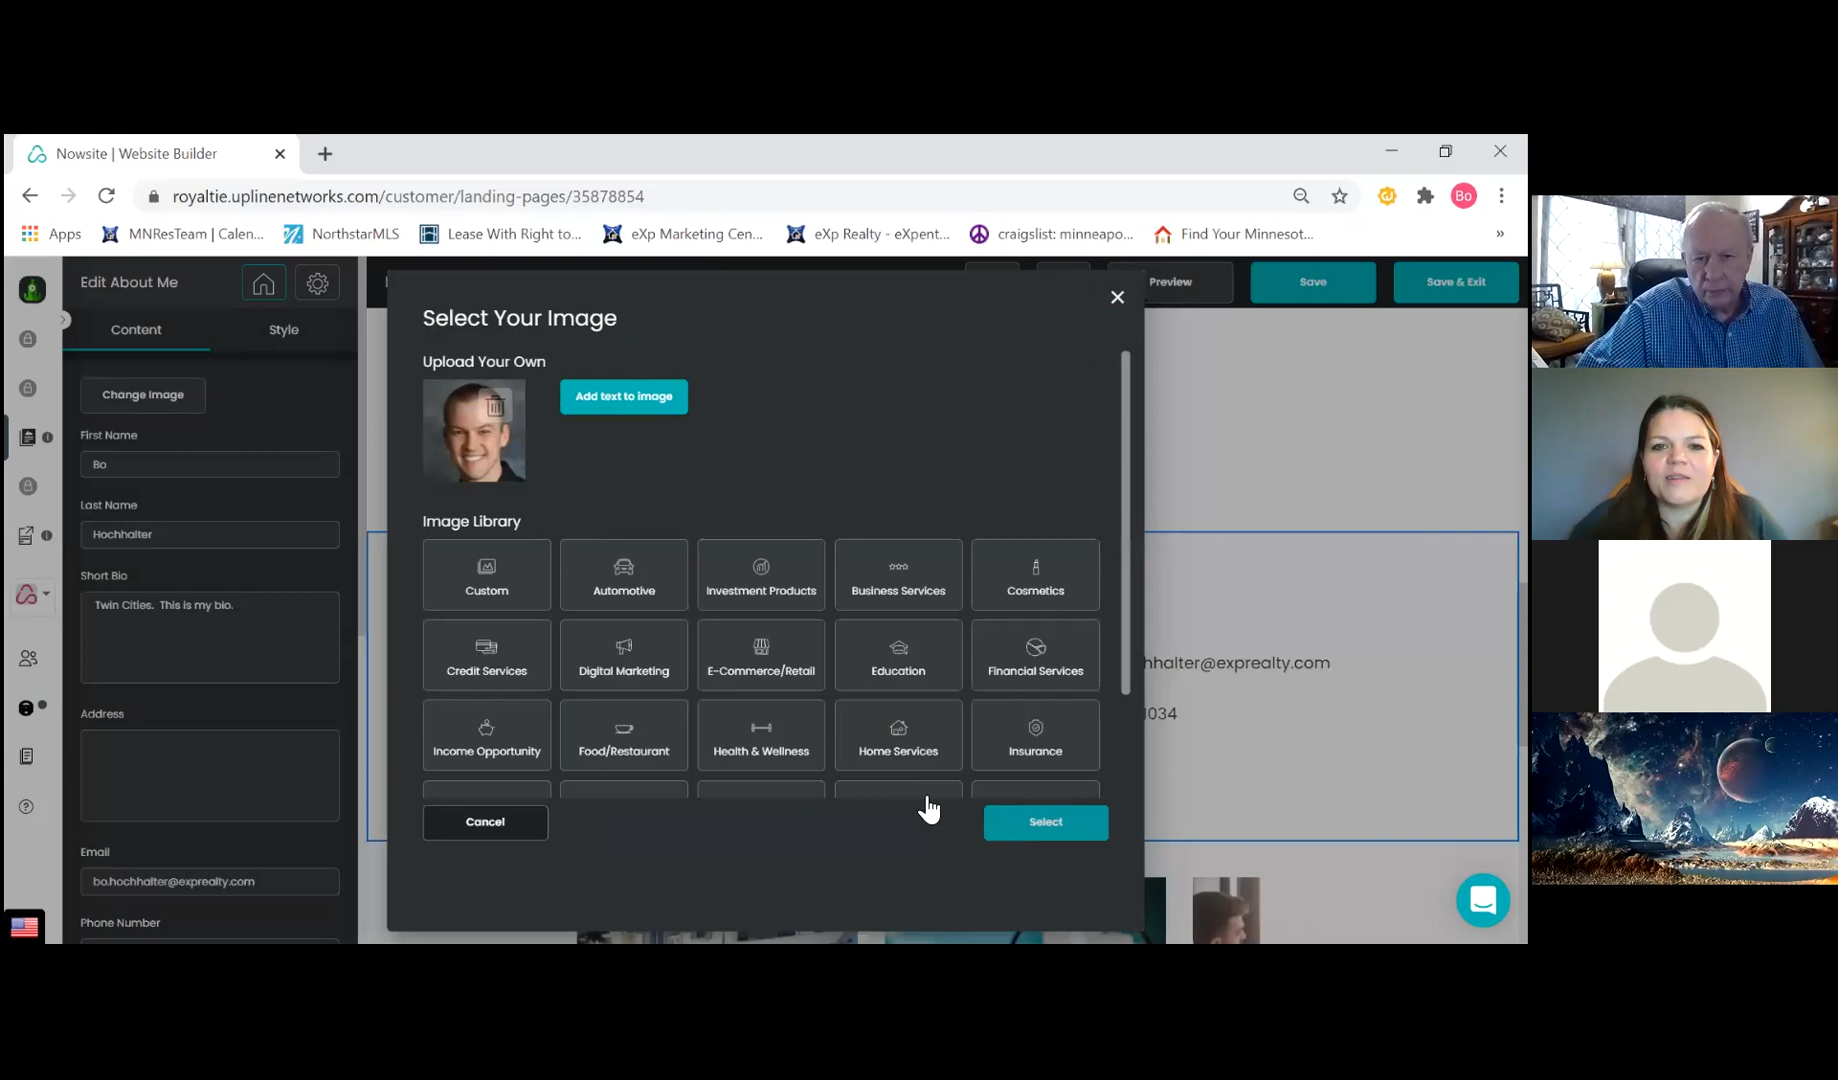 Nowsite | Website Builder
royaltie.uplinenetworks.com/customer/landing-pages/35878854
Bo
Apps
MNResTeam | Calen...
NorthstarMLS
Lease With Right to...
eXp Marketing Cen...
eXp Realty - eXpent...
craigslist: minneapo...
Find Your Minnesot...
»
Edit About Me
Content
Style
Change Image
First Name
Bo
Last Name
Hochhalter
Short Bio
Twin Cities. This is my bio.
Address
Email
bo.hochhalter@exprealty.com
Phone Number
Preview
Save
Save & Exit
Select Your Image
Upload Your Own
Add text to image
Image Library
Custom
Automotive
Investment Products
Business Services
Cosmetics
Credit Services
Digital Marketing
E-Commerce/Retail
Education
Financial Services
Income Opportunity
Food/Restaurant
Health & Wellness
Home Services
Insurance
Cancel
Select
hhalter@exprealty.com
1034